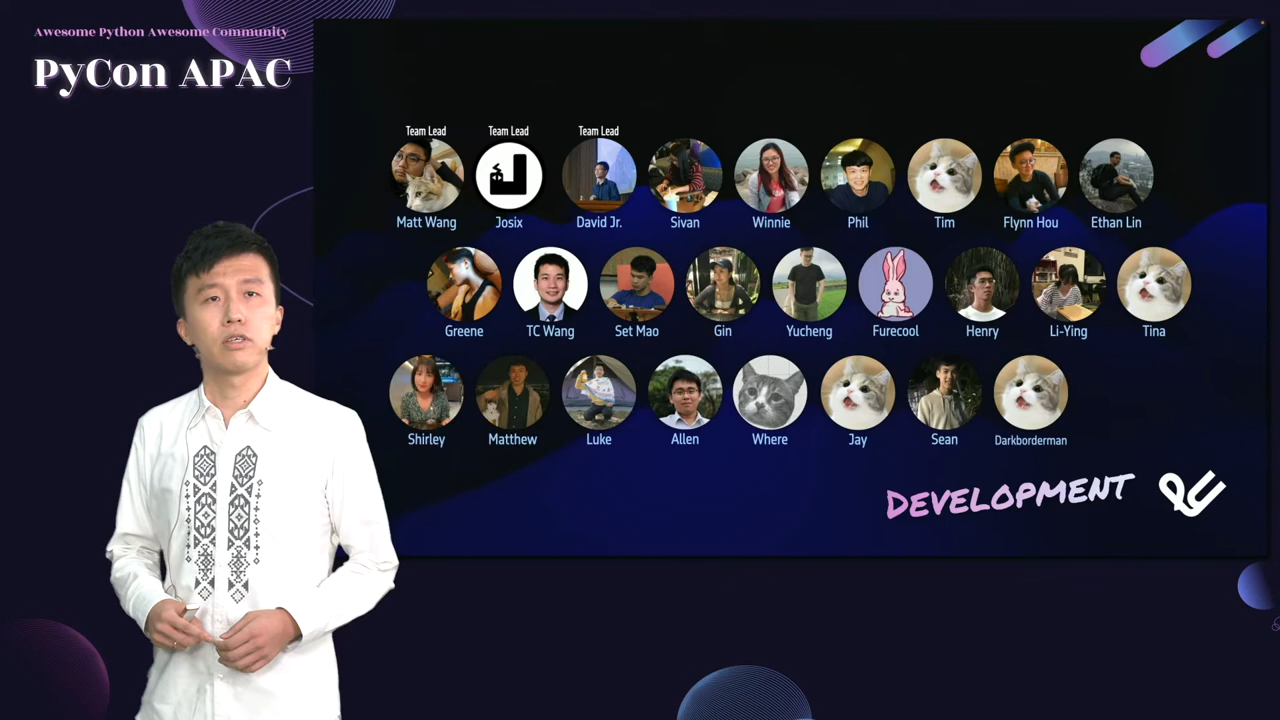 Awesome Python Awesome Community
PyCon APAC
Team Lead Team Lead Team Lead
Matt Wang Josix David Jr. Sivan Winnie Phil Tim Flynn Hou Ethan Lin
Greene TC Wang Set Mao Gin Yucheng Furecool Henry Li-Ying Tina
Shirley Matthew Luke Allen Where Jay Sean Darkborderman
DEVELOPMENT